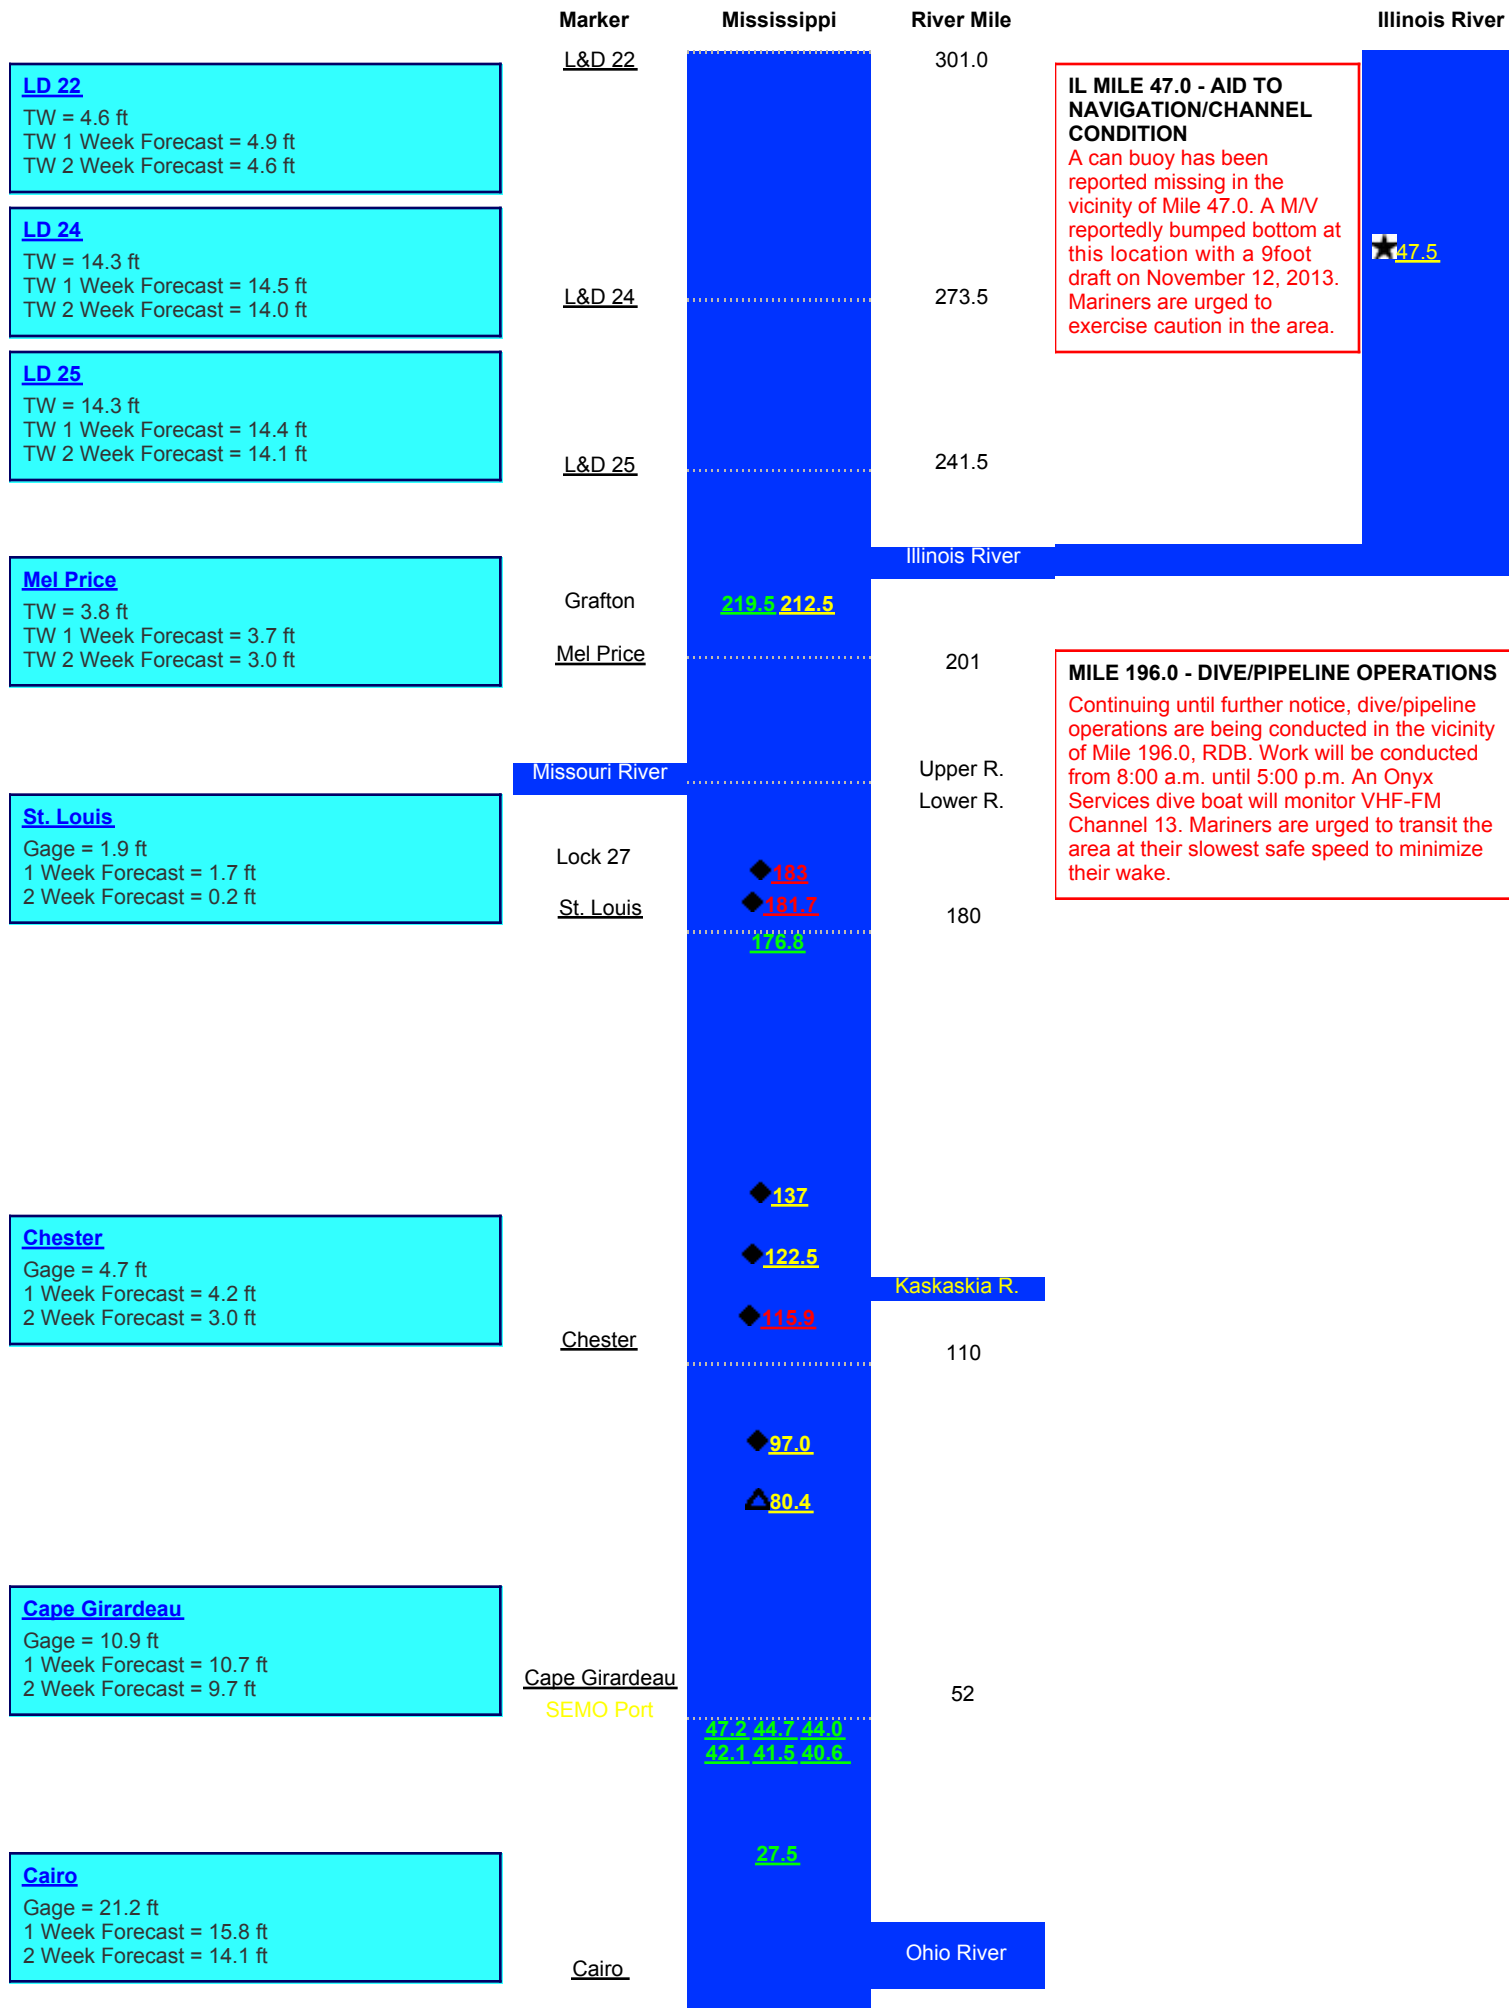 Marker Mississippi River Mile Illinois River
L&D 22 301.0
LD 22
TW = 4.6 ft
TW 1 Week Forecast = 4.9 ft
TW 2 Week Forecast = 4.6 ft
IL MILE 47.0 - AID TO
NAVIGATION/CHANNEL
CONDITION
A can buoy has been
reported missing in the
vicinity of Mile 47.0. A M/V
reportedly bumped bottom at
this location with a 9foot
draft on November 12, 2013.
Mariners are urged to
exercise caution in the area.
47.5
LD 24
TW = 14.3 ft
TW 1 Week Forecast = 14.5 ft
TW 2 Week Forecast = 14.0 ft
L&D 24 273.5
LD 25
TW = 14.3 ft
TW 1 Week Forecast = 14.4 ft
TW 2 Week Forecast = 14.1 ft
L&D 25 241.5
Illinois River
Mel Price
TW = 3.8 ft
TW 1 Week Forecast = 3.7 ft
TW 2 Week Forecast = 3.0 ft
Grafton 219.5 212.5
Mel Price 201
MILE 196.0 - DIVE/PIPELINE OPERATIONS
Continuing until further notice, dive/pipeline
operations are being conducted in the vicinity
of Mile 196.0, RDB. Work will be conducted
from 8:00 a.m. until 5:00 p.m. An Onyx
Services dive boat will monitor VHF-FM
Channel 13. Mariners are urged to transit the
area at their slowest safe speed to minimize
their wake.
Missouri River Upper R.
Lower R.
St. Louis
Gage = 1.9 ft
1 Week Forecast = 1.7 ft
2 Week Forecast = 0.2 ft
Lock 27 183
St. Louis 181.7 180
176.8
137
Chester
Gage = 4.7 ft
1 Week Forecast = 4.2 ft
2 Week Forecast = 3.0 ft
122.5
Kaskaskia R.
115.9
Chester 110
97.0
80.4
Cape Girardeau
Gage = 10.9 ft
1 Week Forecast = 10.7 ft
2 Week Forecast = 9.7 ft
Cape Girardeau 52
SEMO Port
47.2 44.7 44.0
42.1 41.5 40.6
27.5
Cairo
Gage = 21.2 ft
1 Week Forecast = 15.8 ft
2 Week Forecast = 14.1 ft
Ohio River
Cairo